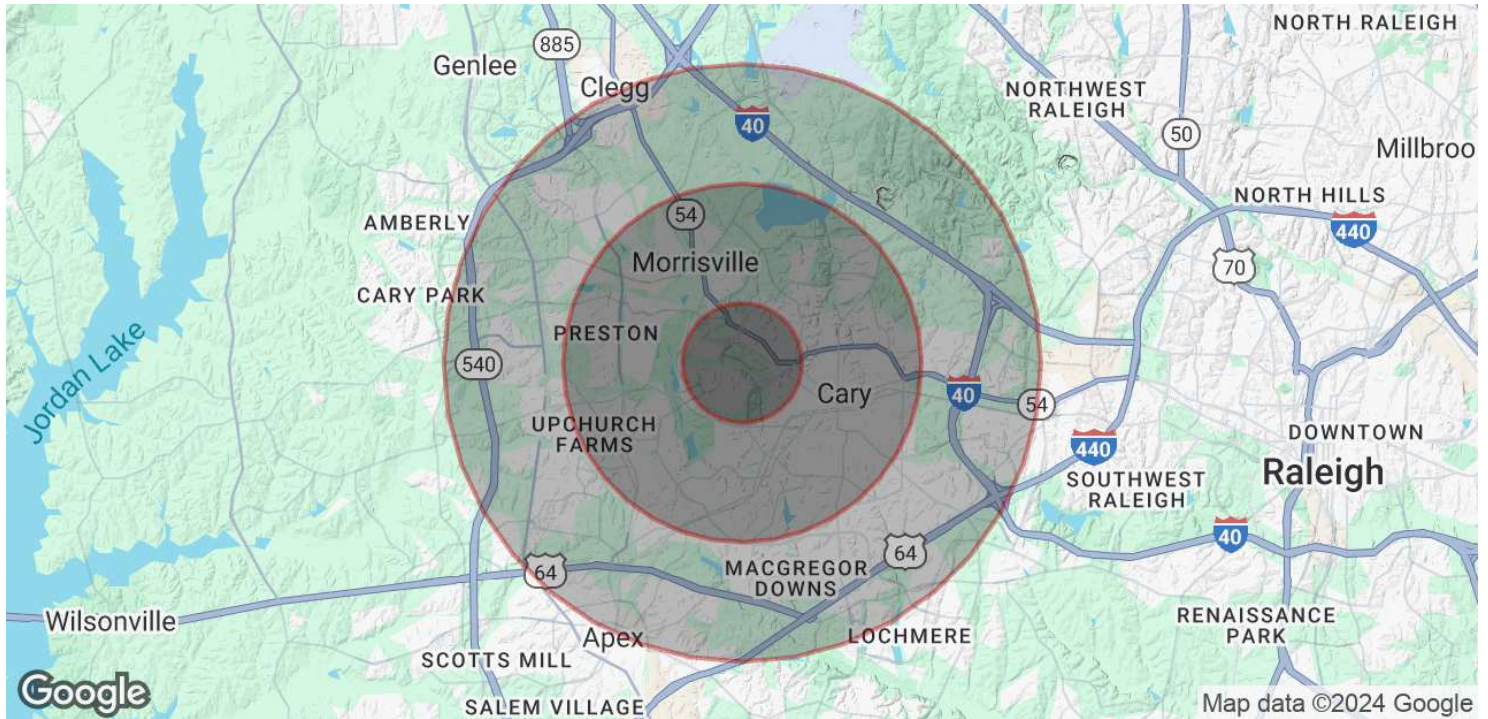 NORTH RALEIGH
885
Genlee
Clegg
NORTHWEST
RALEIGH
40
50
Millbroo
54
NORTH HILLS
AMBERLY
440
Morrisville
70
CARY PARK
PRESTON
Jordan Lake
540
Cary
40
54
UPCHURCH
FARMS
DOWNTOWN
440
Raleigh
SOUTHWEST
RALEIGH
40
64
64
MACGREGOR
DOWNS
Wilsonville
RENAISSANCE
PARK
Apex
LOCHMERE
SCOTTS MILL
Google
SALEM VILLAGE
Map data ©2024 Google